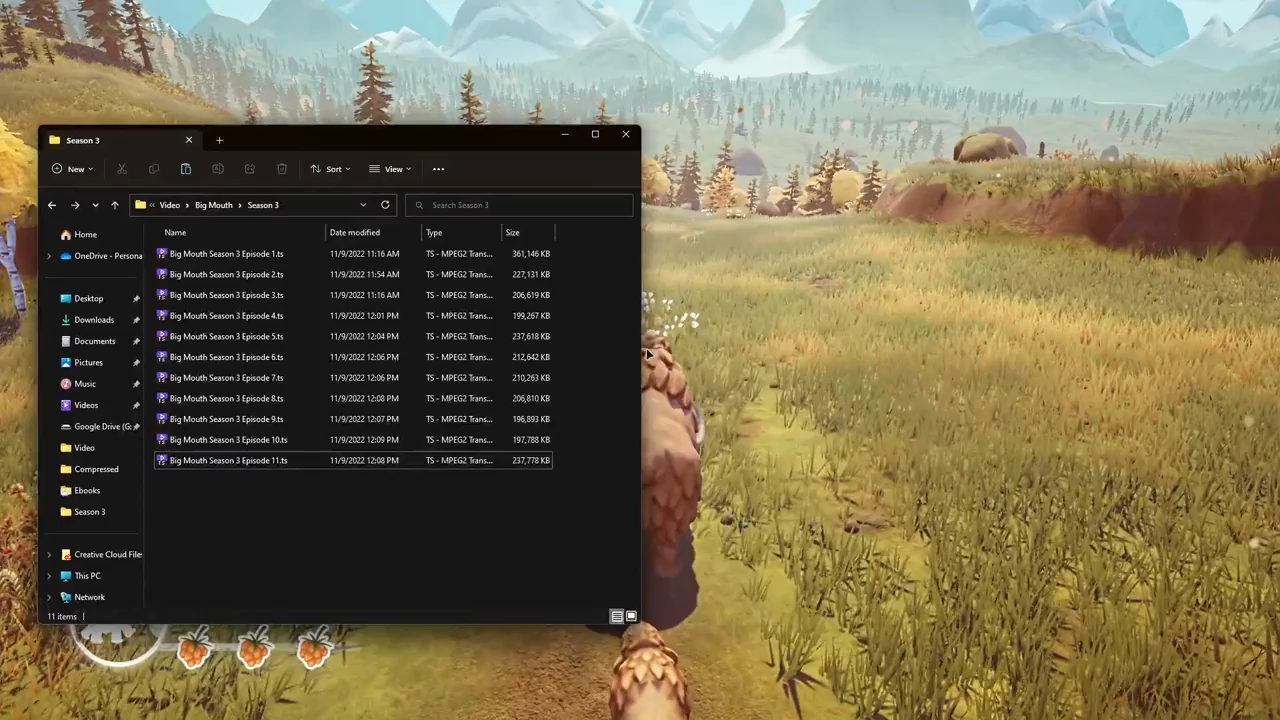 Season 3
New
Sort
View
Video > Big Mouth > Season 3
Search Season 3
Name Date modified Type Size
Big Mouth Season 3 Episode 1.ts 11/9/2022 11:16 AM TS - MPEG2 Trans... 361,146 KB
Big Mouth Season 3 Episode 2.ts 11/9/2022 11:54 AM TS - MPEG2 Trans... 227,131 KB
Big Mouth Season 3 Episode 3.ts 11/9/2022 11:16 AM TS - MPEG2 Trans... 206,619 KB
Big Mouth Season 3 Episode 4.ts 11/9/2022 12:01 PM TS - MPEG2 Trans... 199,267 KB
Big Mouth Season 3 Episode 5.ts 11/9/2022 12:04 PM TS - MPEG2 Trans... 237,618 KB
Big Mouth Season 3 Episode 6.ts 11/9/2022 12:06 PM TS - MPEG2 Trans... 212,642 KB
Big Mouth Season 3 Episode 7.ts 11/9/2022 12:06 PM TS - MPEG2 Trans... 210,263 KB
Big Mouth Season 3 Episode 8.ts 11/9/2022 12:08 PM TS - MPEG2 Trans... 206,810 KB
Big Mouth Season 3 Episode 9.ts 11/9/2022 12:07 PM TS - MPEG2 Trans... 196,893 KB
Big Mouth Season 3 Episode 10.ts 11/9/2022 12:09 PM TS - MPEG2 Trans... 197,788 KB
Big Mouth Season 3 Episode 11.ts 11/9/2022 12:08 PM TS - MPEG2 Trans... 237,778 KB
Home
OneDrive - Persona
Desktop
Downloads
Documents
Pictures
Music
Videos
Google Drive (G:
Video
Compressed
Ebooks
Season 3
Creative Cloud Files
This PC
Network
11 items